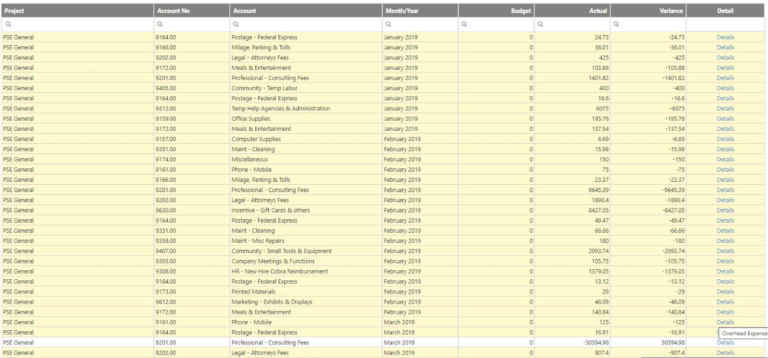 Project Account No Account Month/Year Budget Actual Variance Detail
PSE General 9164.00 Postage - Federal Express January 2019 0 24.73 -24.73 Details
PSE General 9166.00 Milage, Parking & Tolls January 2019 0 36.01 -36.01 Details
PSE General 9202.00 Legal - Attorneys Fees January 2019 0 425 -425 Details
PSE General 9172.00 Meals & Entertainment January 2019 0 103.88 -103.88 Details
PSE General 9201.00 Professional - Consulting Fees January 2019 0 1401.82 -1401.82 Details
PSE General 9405.00 Community - Temp Labor January 2019 0 400 -400 Details
PSE General 9164.00 Postage - Federal Express January 2019 0 16.6 -16.6 Details
PSE General 9312.00 Temp Help Agencies & Administration January 2019 0 6075 -6075 Details
PSE General 9159.00 Office Supplies January 2019 0 195.76 -195.76 Details
PSE General 9172.00 Meals & Entertainment January 2019 0 137.54 -137.54 Details
PSE General 9157.00 Computer Supplies February 2019 0 6.69 -6.69 Details
PSE General 9351.00 Maint - Cleaning February 2019 0 15.98 -15.98 Details
PSE General 9174.00 Miscellaneous February 2019 0 150 -150 Details
PSE General 9161.00 Phone - Mobile February 2019 0 75 -75 Details
PSE General 9166.00 Milage, Parking & Tolls February 2019 0 23.37 -23.37 Details
PSE General 9201.00 Professional - Consulting Fees February 2019 0 9645.39 -9645.39 Details
PSE General 9202.00 Legal - Attorneys Fees February 2019 0 1890.4 -1890.4 Details
PSE General 9630.00 Incentive - Gift Cards & others February 2019 0 8427.05 -8427.05 Details
PSE General 9164.00 Postage - Federal Express February 2019 0 49.47 -49.47 Details
PSE General 9351.00 Maint - Cleaning February 2019 0 66.66 -66.66 Details
PSE General 9358.00 Maint - Misc Repairs February 2019 0 180 -180 Details
PSE General 9407.00 Community - Small Tools & Equipment February 2019 0 2093.74 -2093.74 Details
PSE General 9303.00 Company Meetings & Functions February 2019 0 105.75 -105.75 Details
PSE General 9308.00 HR - New Hire Cobra Reimbursement February 2019 0 1379.05 -1379.05 Details
PSE General 9164.00 Postage - Federal Express February 2019 0 13.12 -13.12 Details
PSE General 9173.00 Printed Materials February 2019 0 29 -29 Details
PSE General 9612.00 Marketing - Exhibits & Displays February 2019 0 46.09 -46.09 Details
PSE General 9172.00 Meals & Entertainment February 2019 0 140.84 -140.84 Details
PSE General 9161.00 Phone - Mobile March 2019 0 125 -125 Details
PSE General 9164.00 Postage - Federal Express March 2019 0 16.91 -16.91 Overhead Expense
PSE General 9201.00 Professional - Consulting Fees March 2019 0 -30394.98 30394.98 Details
PSE General 9202.00 Legal - Attorneys Fees March 2019 0 907.4 -907.4 Details